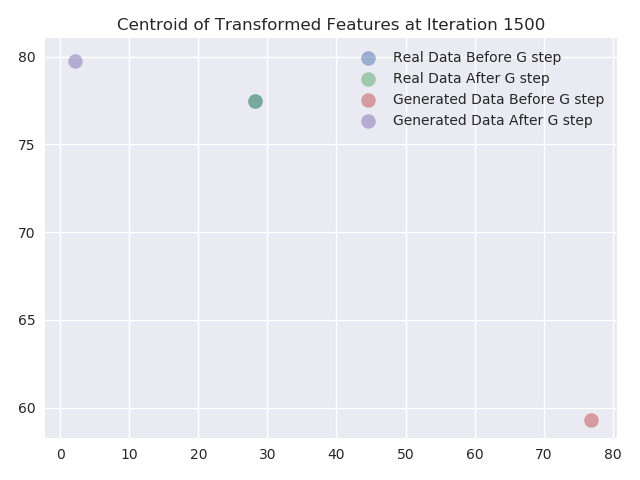 Centroid of Transformed Features at Iteration 1500
80
75
70
65
60
Real Data Before G step
Real Data After G step
Generated Data Before G step
Generated Data After G step
0 10 20 30 40 50 60 70 80